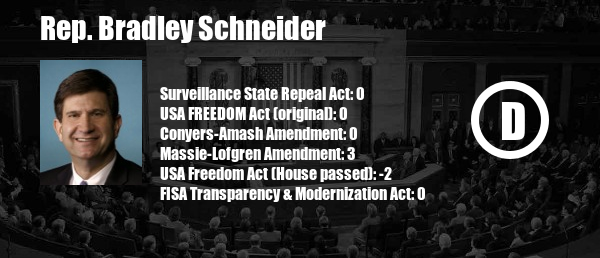 Rep. Bradley Schneider
Surveillance State Repeal Act: 0
USA FREEDOM Act (original): 0
Conyers-Amash Amendment: 0
Massie-Lofgren Amendment: 3
USA Freedom Act (House passed): -2
FISA Transparency & Modernization Act: 0
D